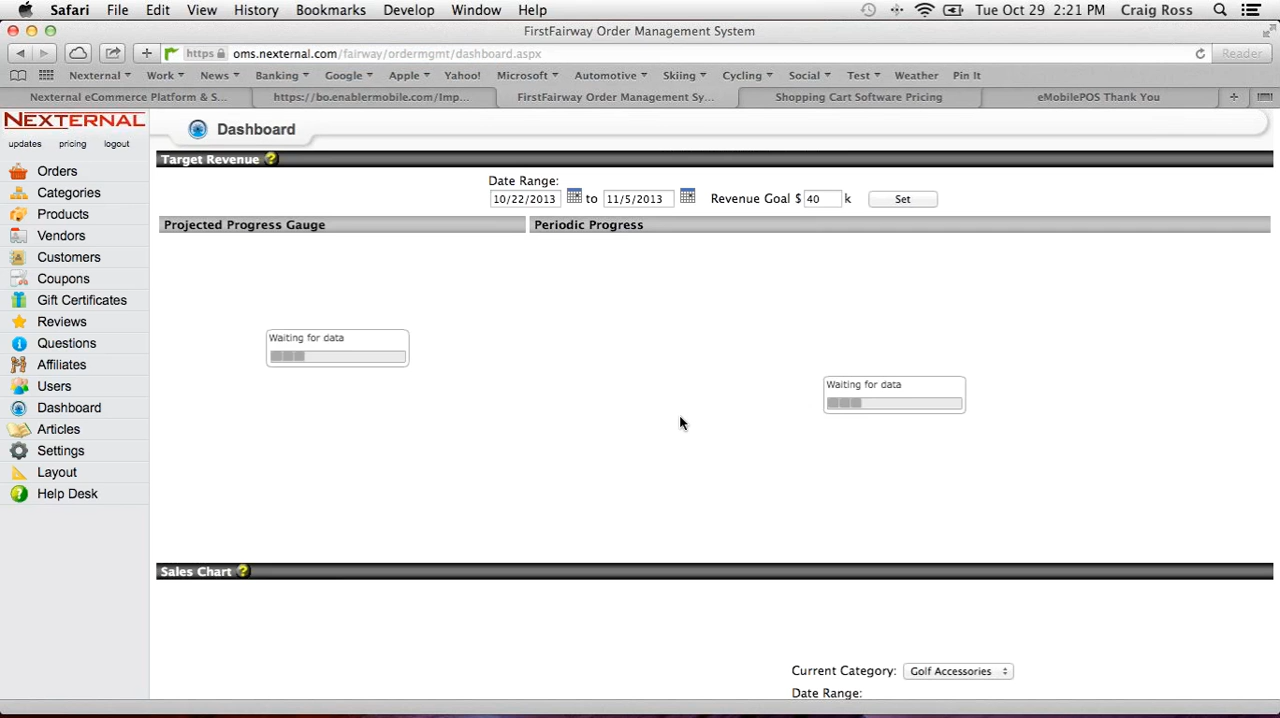 Safari File Edit View History Bookmarks Develop Window Help Tue Oct 29 2:21 PM Craig Ross
FirstFairway Order Management System
https oms.nexternal.com/fairway/ordermgmt/dashboard.aspx Reader
Nexternal Work News Banking Google Apple Yahoo! Microsoft Automotive Skiing Cycling Social Test Weather Pin It
Nexternal eCommerce Platform & S... https://bo.enablermobile.com/Imp... FirstFairway Order Management Sy... Shopping Cart Software Pricing eMobilePOS Thank You
NEXTERNAL
updates pricing logout
Orders
Categories
Products
Vendors
Customers
Coupons
Gift Certificates
Reviews
Questions
Affiliates
Users
Dashboard
Articles
Settings
Layout
Help Desk
Dashboard
Target Revenue ?
Date Range:
10/22/2013 to 11/5/2013 Revenue Goal $ 40 k Set
Projected Progress Gauge Periodic Progress
Waiting for data
Waiting for data
Sales Chart ?
Current Category: Golf Accessories
Date Range: